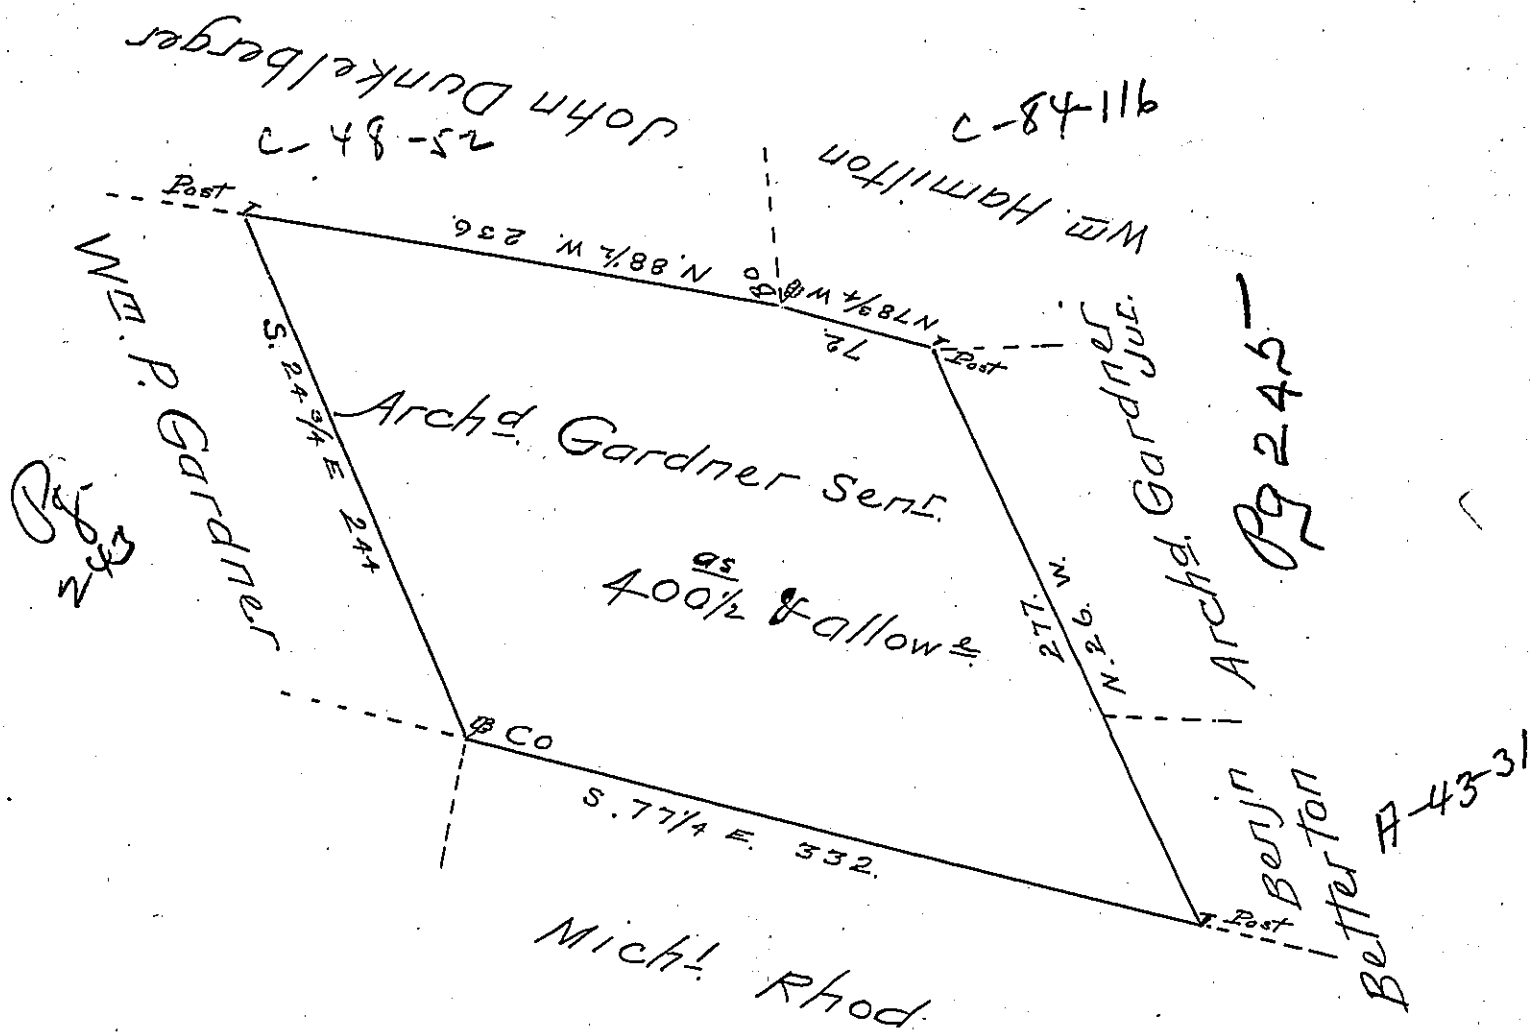 John Dunkelberger
C-48-52
C-84-116
Wm. Hamilton
Post
N. 88½ W. 236.
BO
N78¾ W
72.
Post
Wm. P. Gardner
Pg
243
S. 24¾ E 244
Archd. Gardner Senr.
400½ as & allowe.
277.
N. 26. W.
Archd. Gardner
Junr.
Pg 245
B Co
S. 77¼ E. 332.
Post
Benjn
Betterton
A-43-31
Michl. Rhod